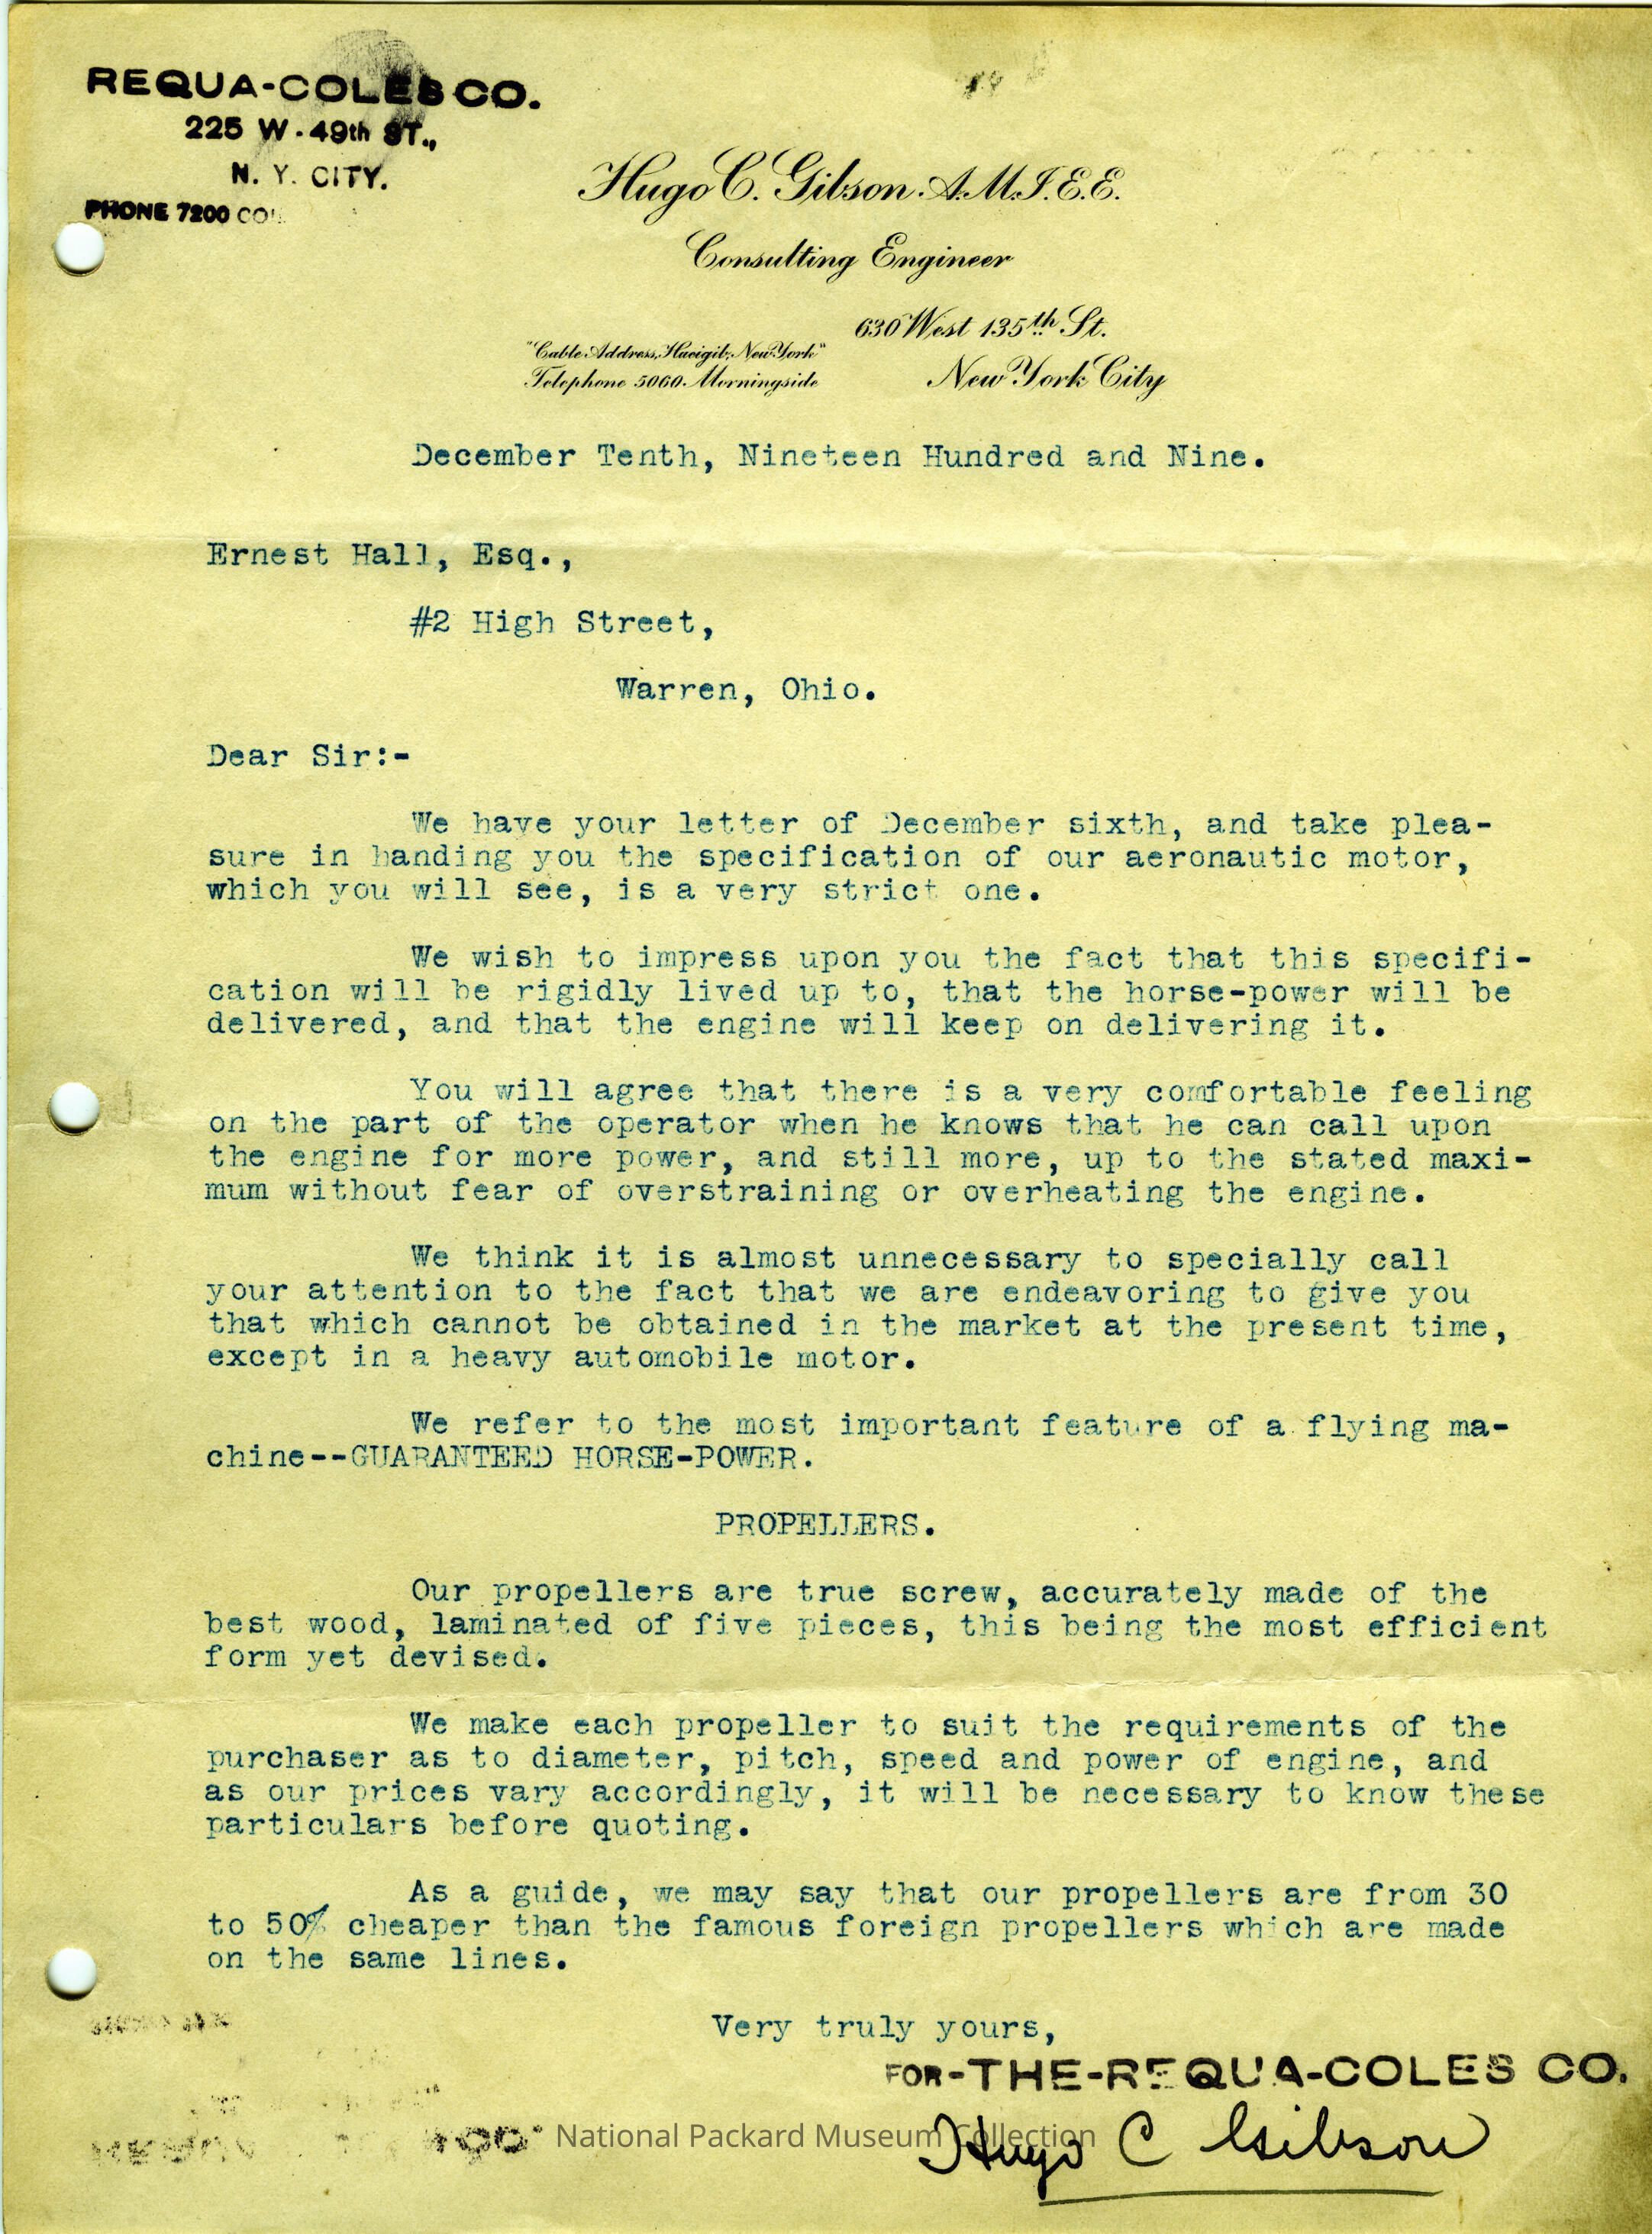 REQUA-COLES CO.
225 W. 49th ST.,
N. Y. CITY.
PHONE 7200 COL.
Hugo C. Gibson. A.M.I.E.E.
Consulting Engineer
630 West 135th St.
"Cable Address, Hucigib, New York"
Telephone 5060 Morningside
New York City
December Tenth, Nineteen Hundred and Nine.
Ernest Hall, Esq.,
#2 High Street,
Warren, Ohio.
Dear Sir:-
We have your letter of December sixth, and take plea-
sure in handing you the specification of our aeronautic motor,
which you will see, is a very strict one.
We wish to impress upon you the fact that this specifi-
cation will be rigidly lived up to, that the horse-power will be
delivered, and that the engine will keep on delivering it.
You will agree that there is a very comfortable feeling
on the part of the operator when he knows that he can call upon
the engine for more power, and still more, up to the stated maxi-
mum without fear of overstraining or overheating the engine.
We think it is almost unnecessary to specially call
your attention to the fact that we are endeavoring to give you
that which cannot be obtained in the market at the present time,
except in a heavy automobile motor.
We refer to the most important feature of a flying ma-
chine--GUARANTEED HORSE-POWER.
PROPELLERS.
Our propellers are true screw, accurately made of the
best wood, laminated of five pieces, this being the most efficient
form yet devised.
We make each propeller to suit the requirements of the
purchaser as to diameter, pitch, speed and power of engine, and
as our prices vary accordingly, it will be necessary to know these
particulars before quoting.
As a guide, we may say that our propellers are from 30
to 50% cheaper than the famous foreign propellers which are made
on the same lines.
Very truly yours,
FOR-THE-REQUA-COLES CO.
Hugo C Gibson
National Packard Museum Collection